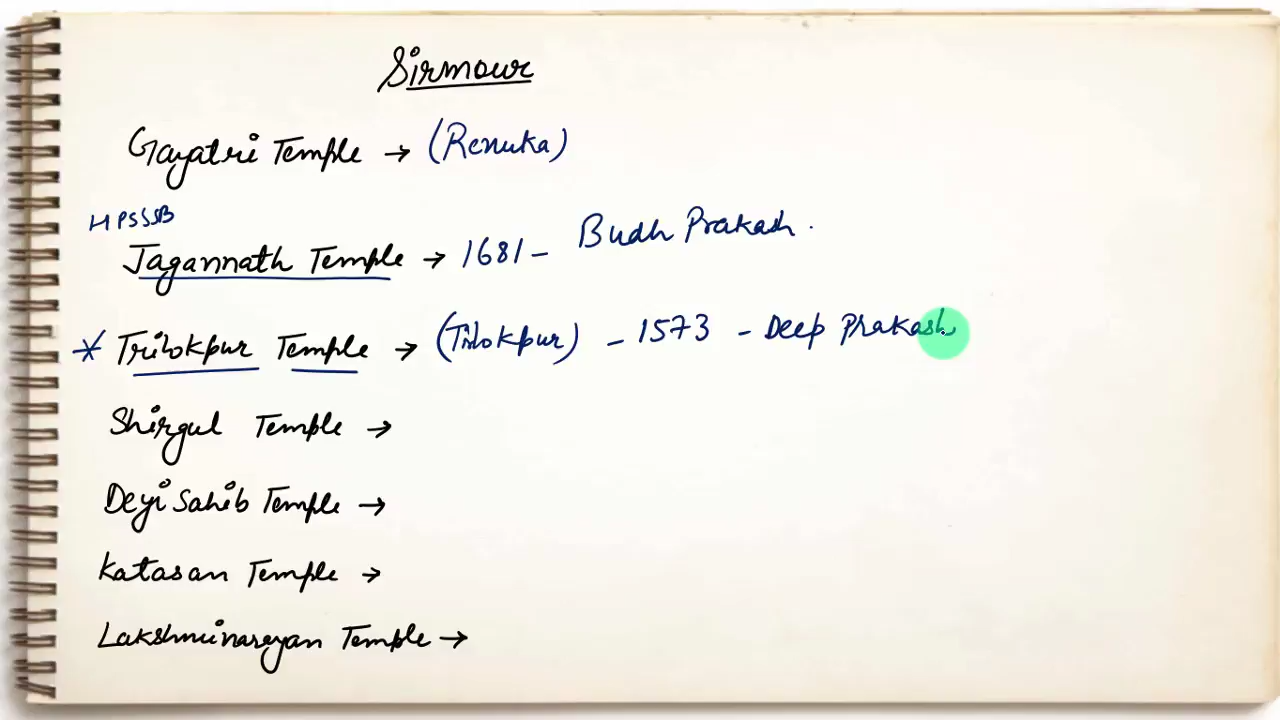 Sirmour
Gayatri Temple → (Renuka)
HPSSSB
Jagannath Temple → 1681 - Budh Prakash.
* Trilokpur Temple → (Trilokpur) - 1573 - Deep Prakash
Shirgul Temple →
Deyi Sahib Temple →
Katasan Temple →
Lakshminarayan Temple →